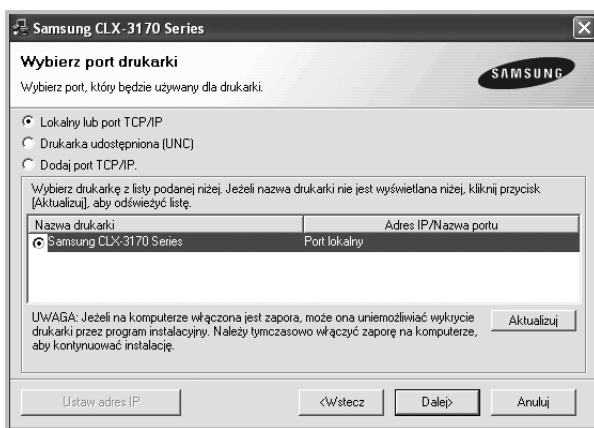 Samsung CLX-3170 Series
Wybierz port drukarki
Wybierz port, który będzie używany dla drukarki.
SAMSUNG
Lokalny lub port TCP/IP
Drukarka udostępniona (UNC)
Dodaj port TCP/IP.
Wybierz drukarkę z listy podanej niżej. Jeżeli nazwa drukarki nie jest wyświetlana niżej, kliknij przycisk
[Aktualizuj], aby odświeżyć listę.
Nazwa drukarki Adres IP/Nazwa portu
Samsung CLX-3170 Series Port lokalny
UWAGA: Jeżeli na komputerze włączona jest zapora, może ona uniemożliwiać wykrycie
drukarki przez program instalacyjny. Należy tymczasowo włączyć zaporę na komputerze,
aby kontynuować instalację.
Aktualizuj
Ustaw adres IP <Wstecz Dalej> Anuluj